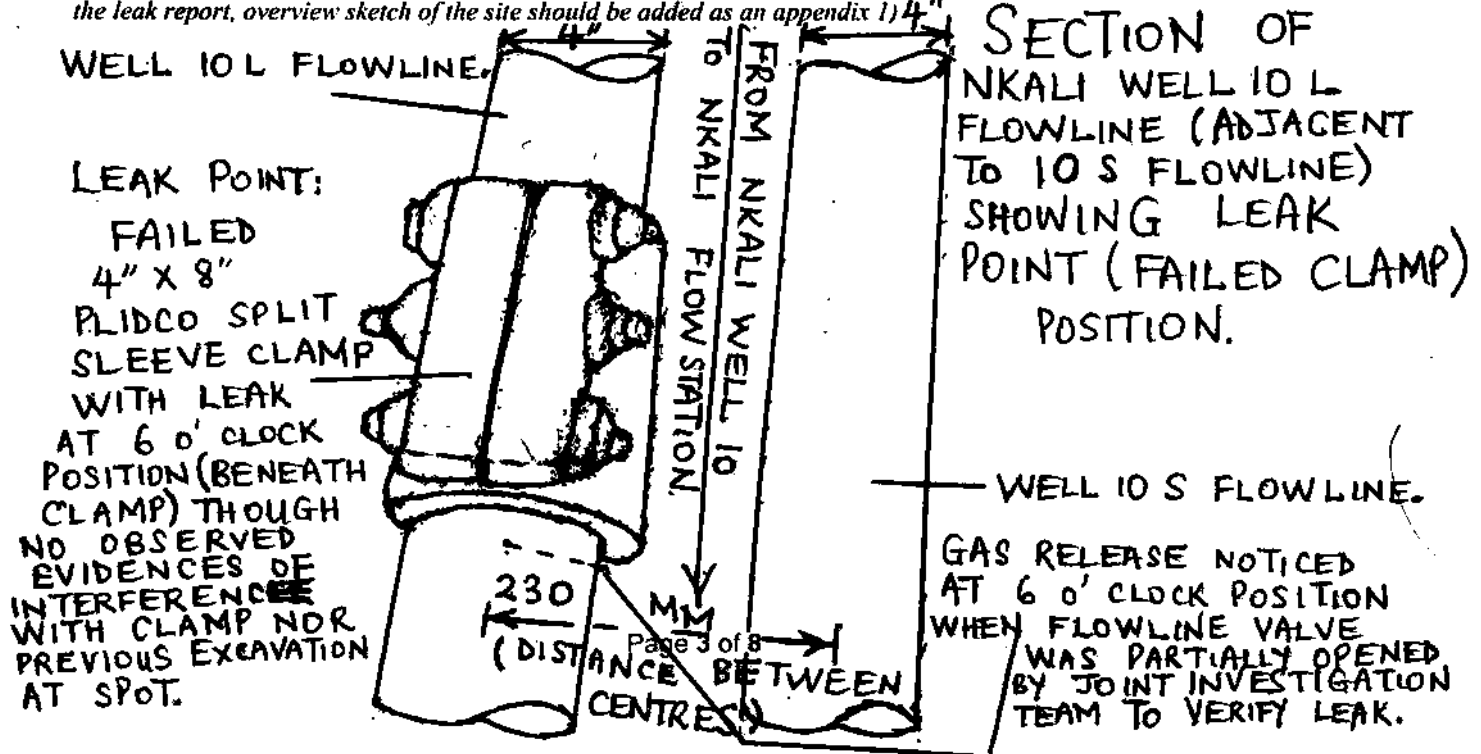 the leak report, overview sketch of the site should be added as an appendix 1)
4"
4"
WELL 10 L FLOWLINE.
LEAK POINT:
FAILED
4" X 8"
PLIDCO SPLIT
SLEEVE CLAMP
WITH LEAK
AT 6 O'CLOCK
POSITION (BENEATH
CLAMP) THOUGH
NO OBSERVED
EVIDENCES OF
INTERFERENCE
WITH CLAMP NOR
PREVIOUS EXCAVATION
AT SPOT.
FROM NKALI WELL 10
TO NKALI FLOWSTATION.
230 MM
(DISTANCE BETWEEN
CENTRES)
Page 3 of 8
SECTION OF
NKALI WELL 10 L
FLOWLINE (ADJACENT
TO 10 S FLOWLINE)
SHOWING LEAK
POINT (FAILED CLAMP)
POSITION.
WELL 10 S FLOWLINE.
GAS RELEASE NOTICED
AT 6 O'CLOCK POSITION
WHEN FLOWLINE VALVE
WAS PARTIALLY OPENED
BY JOINT INVESTIGATION
TEAM TO VERIFY LEAK.